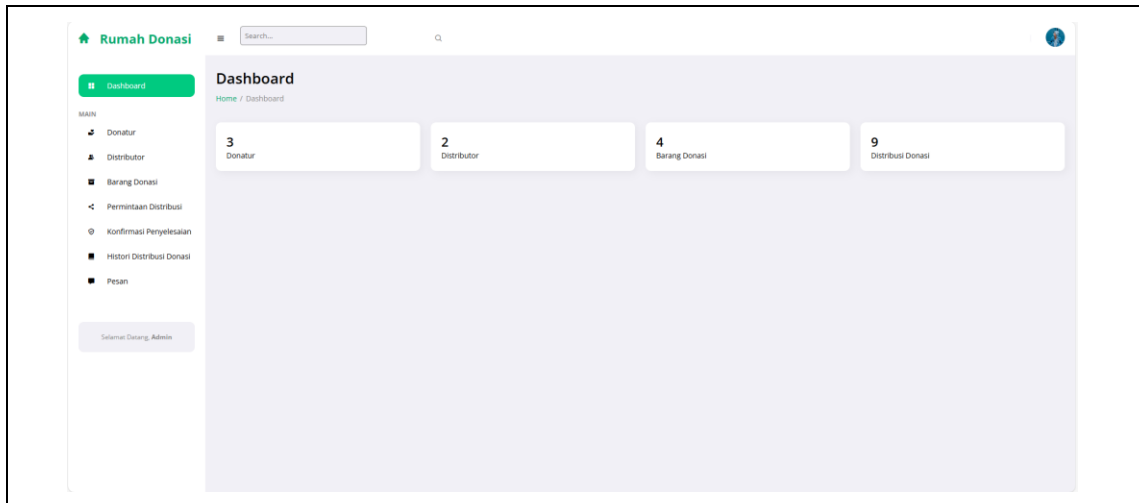 Rumah Donasi
Search...
Dashboard
MAIN
Donatur
Distributor
Barang Donasi
Permintaan Distribusi
Konfirmasi Penyelesaian
Histori Distribusi Donasi
Pesan
Selamat Datang, Admin
Dashboard
Home / Dashboard
3
Donatur
2
Distributor
4
Barang Donasi
9
Distribusi Donasi